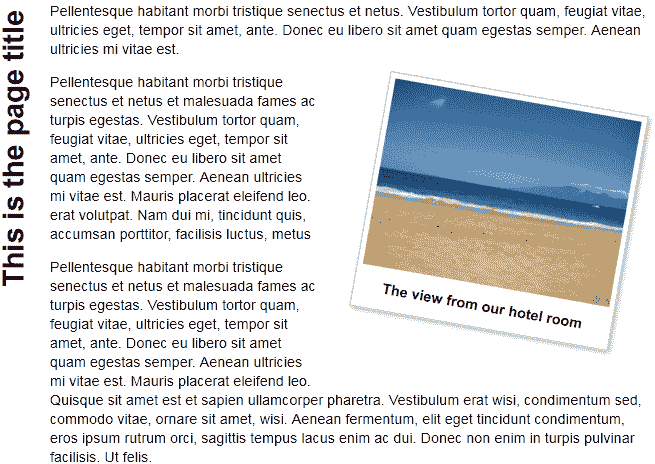 This is the page title
Pellentesque habitant morbi tristique senectus et netus. Vestibulum tortor quam, feugiat vitae,
ultricies eget, tempor sit amet, ante. Donec eu libero sit amet quam egestas semper. Aenean
ultricies mi vitae est.
Pellentesque habitant morbi tristique
senectus et netus et malesuada fames ac
turpis egestas. Vestibulum tortor quam,
feugiat vitae, ultricies eget, tempor sit
amet, ante. Donec eu libero sit amet
quam egestas semper. Aenean ultricies
mi vitae est. Mauris placerat eleifend leo.
erat volutpat. Nam dui mi, tincidunt quis,
accumsan porttitor, facilisis luctus, metus
The view from our hotel room
Pellentesque habitant morbi tristique
senectus et netus et malesuada fames ac
turpis egestas. Vestibulum tortor quam,
feugiat vitae, ultricies eget, tempor sit
amet, ante. Donec eu libero sit amet
quam egestas semper. Aenean ultricies
mi vitae est. Mauris placerat eleifend leo.
Quisque sit amet est et sapien ullamcorper pharetra. Vestibulum erat wisi, condimentum sed,
commodo vitae, ornare sit amet, wisi. Aenean fermentum, elit eget tincidunt condimentum,
eros ipsum rutrum orci, sagittis tempus lacus enim ac dui. Donec non enim in turpis pulvinar
facilisis. Ut felis.